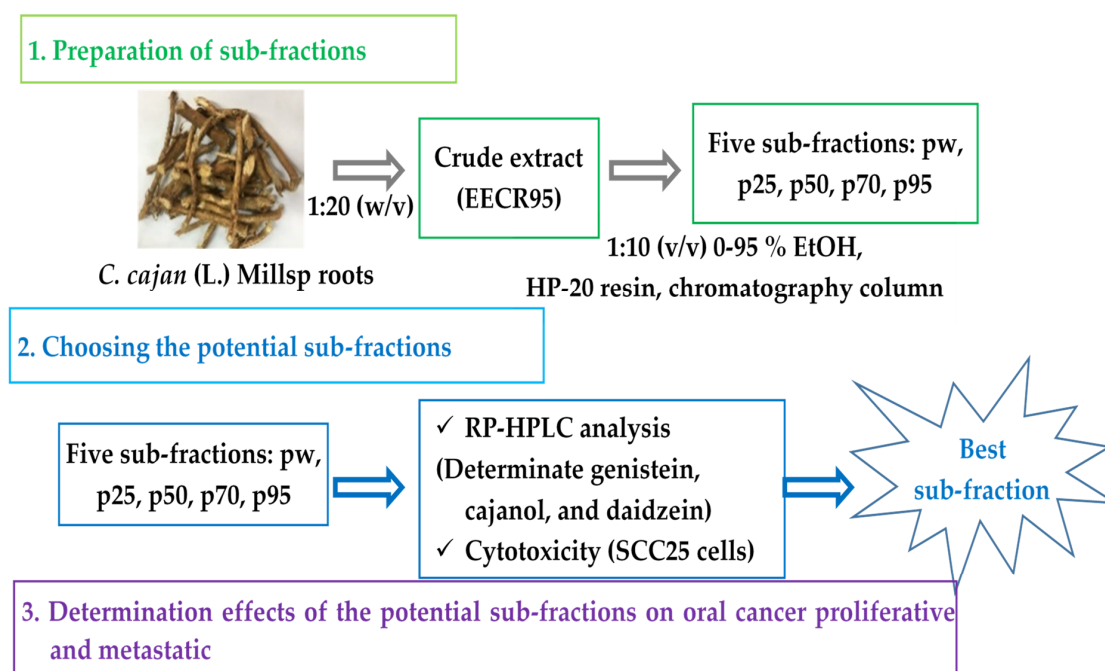 1. Preparation of sub-fractions
1:20 (w/v)
Crude extract
(EECR95)
Five sub-fractions: pw,
p25, p50, p70, p95
C. cajan (L.) Millsp roots
1:10 (v/v) 0-95 % EtOH,
HP-20 resin, chromatography column
2. Choosing the potential sub-fractions
Five sub-fractions: pw,
p25, p50, p70, p95
✓ RP-HPLC analysis
(Determinate genistein,
cajanol, and daidzein)
✓ Cytotoxicity (SCC25 cells)
Best
sub-fraction
3. Determination effects of the potential sub-fractions on oral cancer proliferative
and metastatic